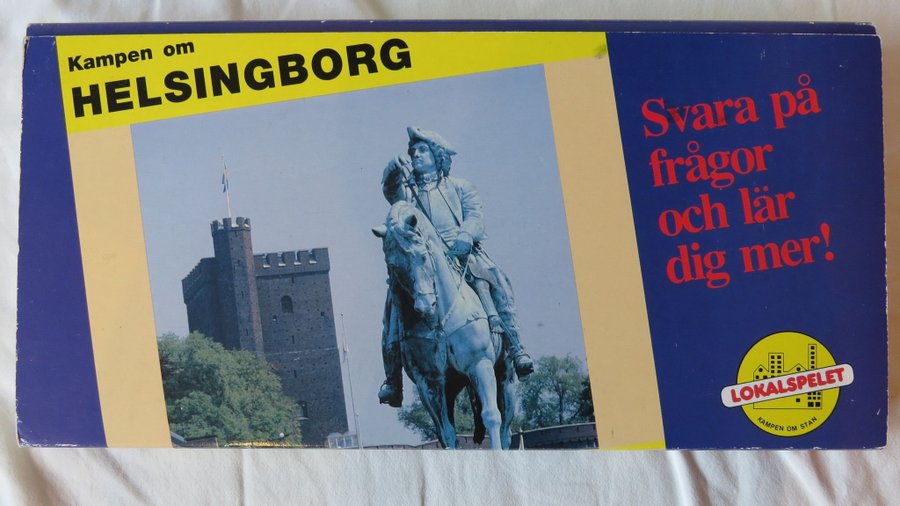 Kampen om
HELSINGBORG
Svara på
frågor
och lär
dig mer!
LOKALSPELET
KAMPEN OM STAN